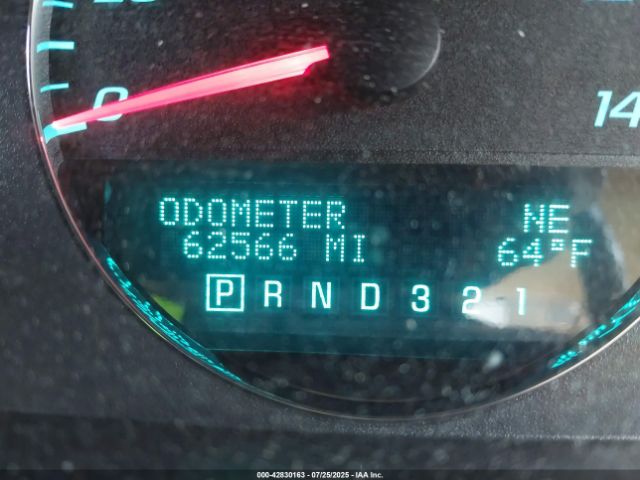 0
14
ODOMETER NE
62566 MI 64°F
P R N D 3 2 1
000-42830163 - 07/25/2025 - IAA Inc.